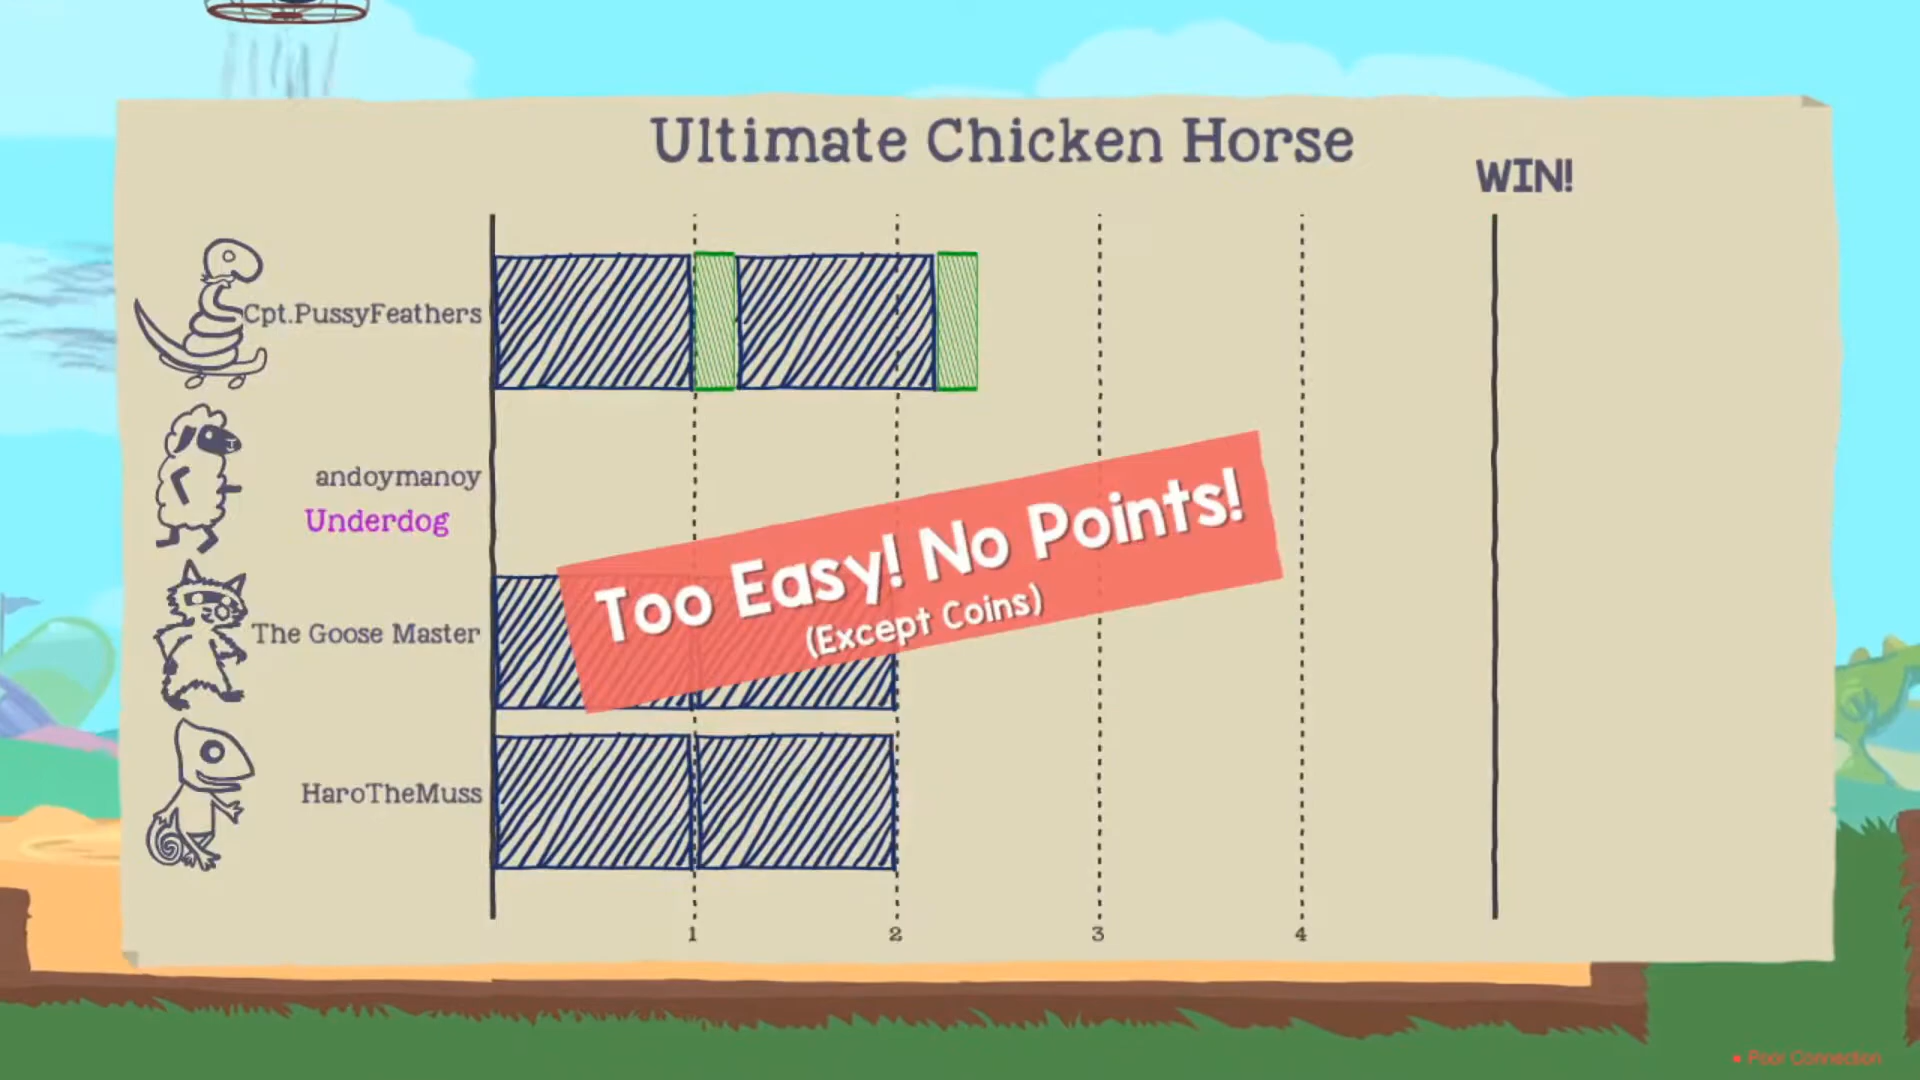 Ultimate Chicken Horse
WIN!
Cpt.PussyFeathers
andoymanoy
Underdog
Too Easy! No Points!
(Except Coins)
The Goose Master
HaroTheMuss
1 2 3 4
Poor Connection